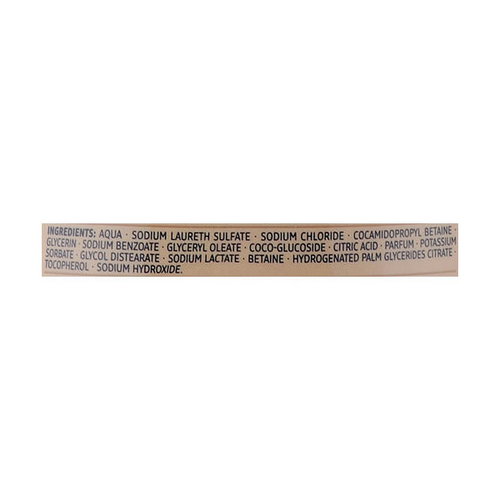 INGREDIENTS: AQUA · SODIUM LAURETH SULFATE · SODIUM CHLORIDE · COCAMIDOPROPYL BETAINE ·
GLYCERIN · SODIUM BENZOATE · GLYCERYL OLEATE · COCO-GLUCOSIDE · CITRIC ACID · PARFUM · POTASSIUM
SORBATE · GLYCOL DISTEARATE · SODIUM LACTATE · BETAINE · HYDROGENATED PALM GLYCERIDES CITRATE ·
TOCOPHEROL · SODIUM HYDROXIDE.